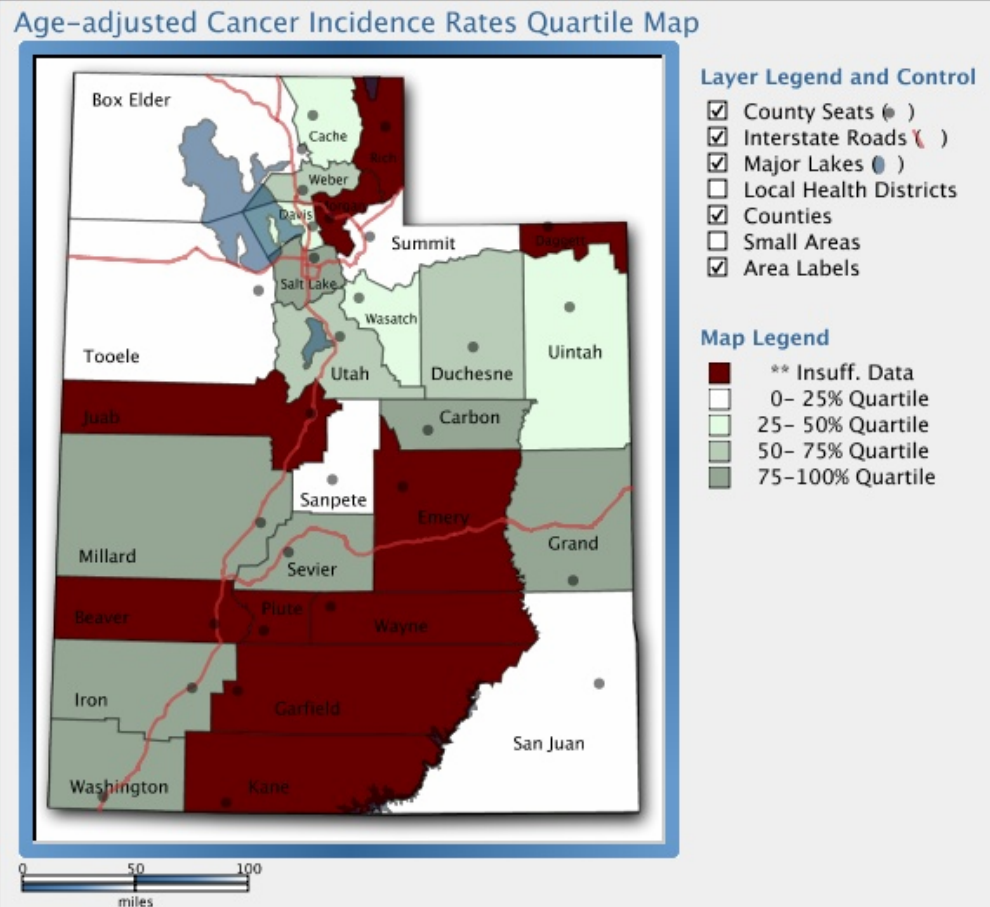 Age-adjusted Cancer Incidence Rates Quartile Map
Layer Legend and Control
County Seats ( )
Interstate Roads ( )
Major Lakes ( )
Local Health Districts
Counties
Small Areas
Area Labels
Map Legend
** Insuff. Data
0- 25% Quartile
25- 50% Quartile
50- 75% Quartile
75-100% Quartile
Box Elder
Cache
Rich
Weber
Davis
Morgan
Summit
Daggett
Salt Lake
Wasatch
Tooele
Utah
Duchesne
Uintah
Juab
Carbon
Sanpete
Emery
Millard
Sevier
Grand
Beaver
Piute
Wayne
Iron
Garfield
San Juan
Washington
Kane
0 50 100
miles